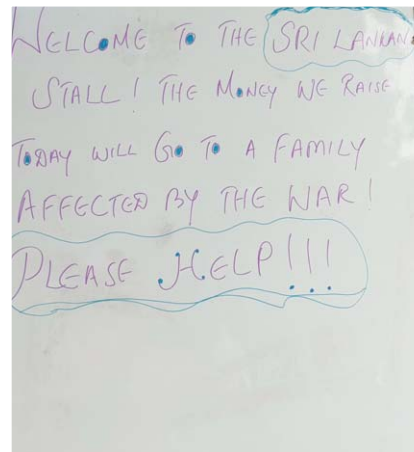 WELCOME TO THE SRI LANKAN
STALL! THE MONEY WE RAISE
TODAY WILL GO TO A FAMILY
AFFECTED BY THE WAR!
PLEASE HELP!!!